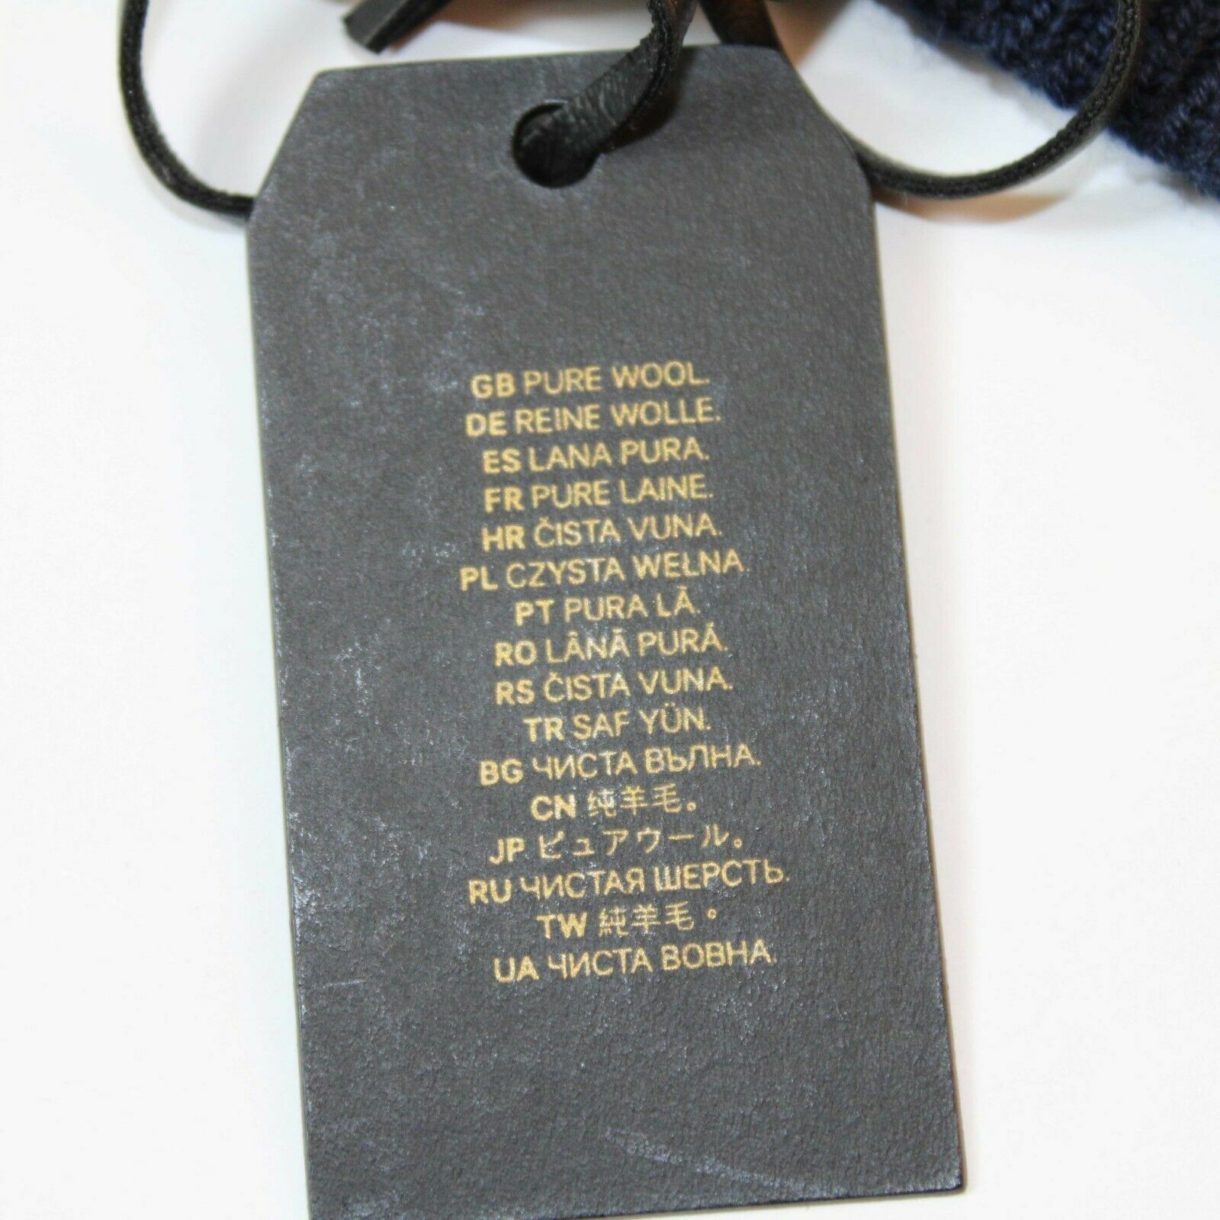 GB PURE WOOL.
DE REINE WOLLE.
ES LANA PURA.
FR PURE LAINE.
HR ČISTA VUNA.
PL CZYSTA WEŁNA
PT PURA LÃ.
RO LÂNĂ PURĂ.
RS ČISTA VUNA.
TR SAF YÜN.
BG ЧИСТА ВЪЛНА.
CN 纯羊毛。
JP ピュアウール。
RU ЧИСТАЯ ШЕРСТЬ.
TW 純羊毛。
UA ЧИСТА ВОВНА.